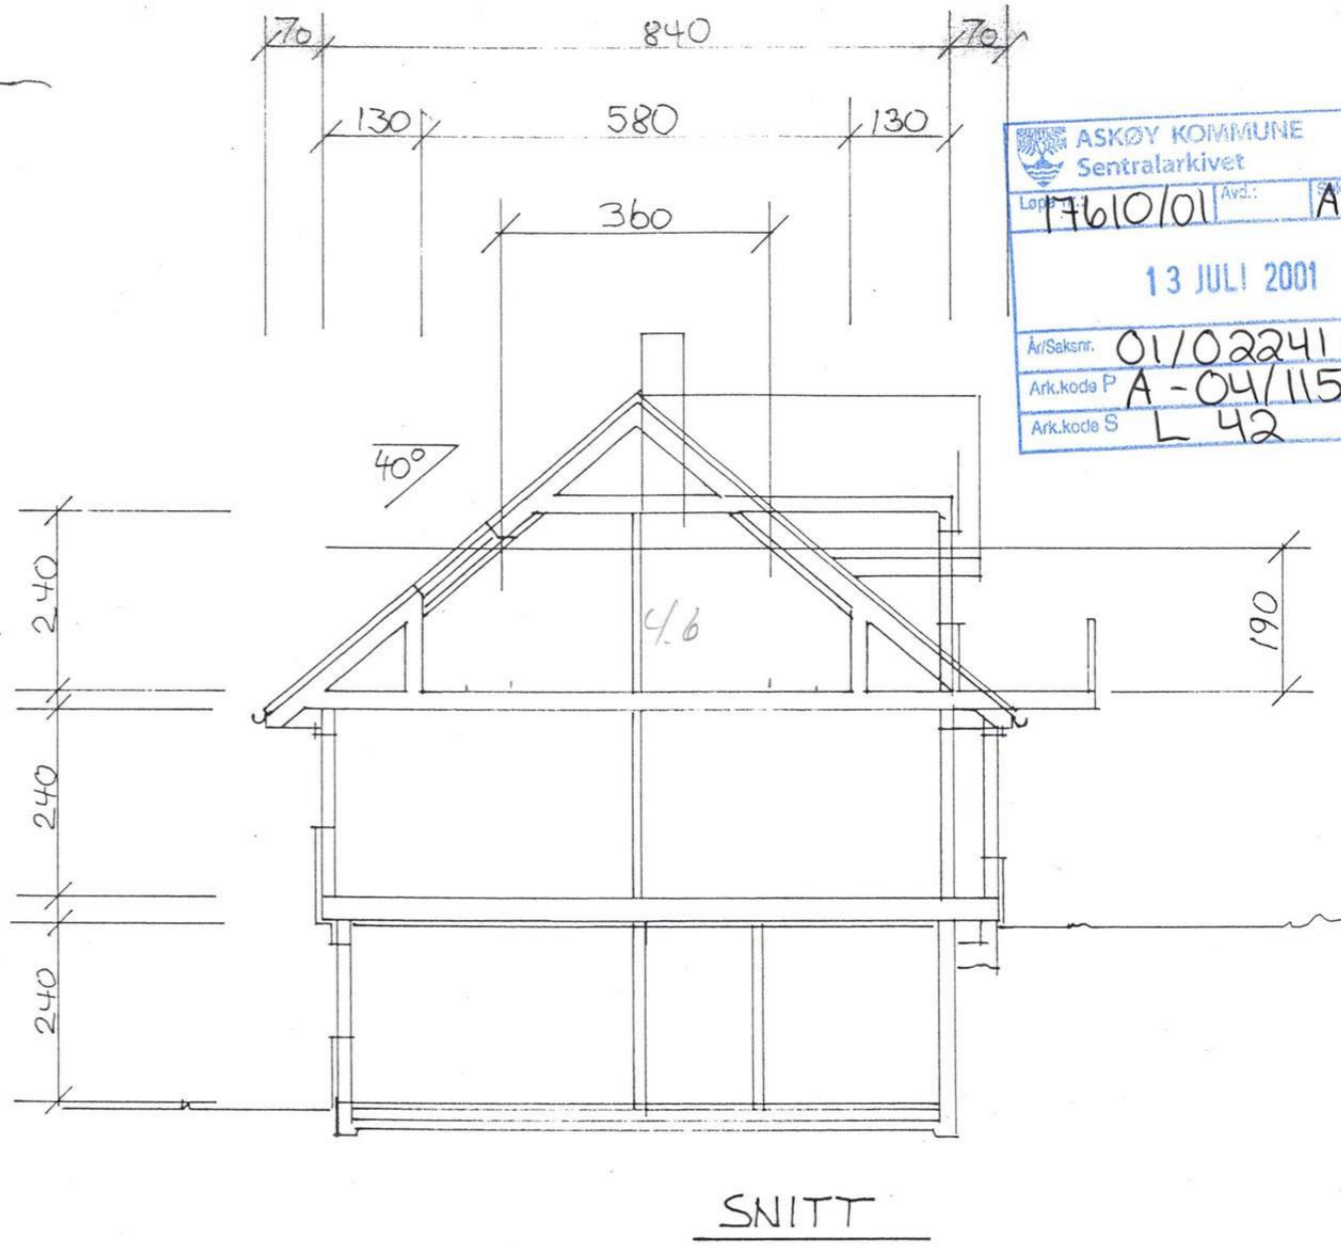 70 840 70
130 580 130
360
ASKØY KOMMUNE
Sentralarkivet
Løpenr.: 17610/01 Avd.: A
13 JULI 2001
År/Saksnr. 01/02241
Ark.kode P A-04/115
Ark.kode S L 42
40°
240
190
4.6
240
240
SNITT